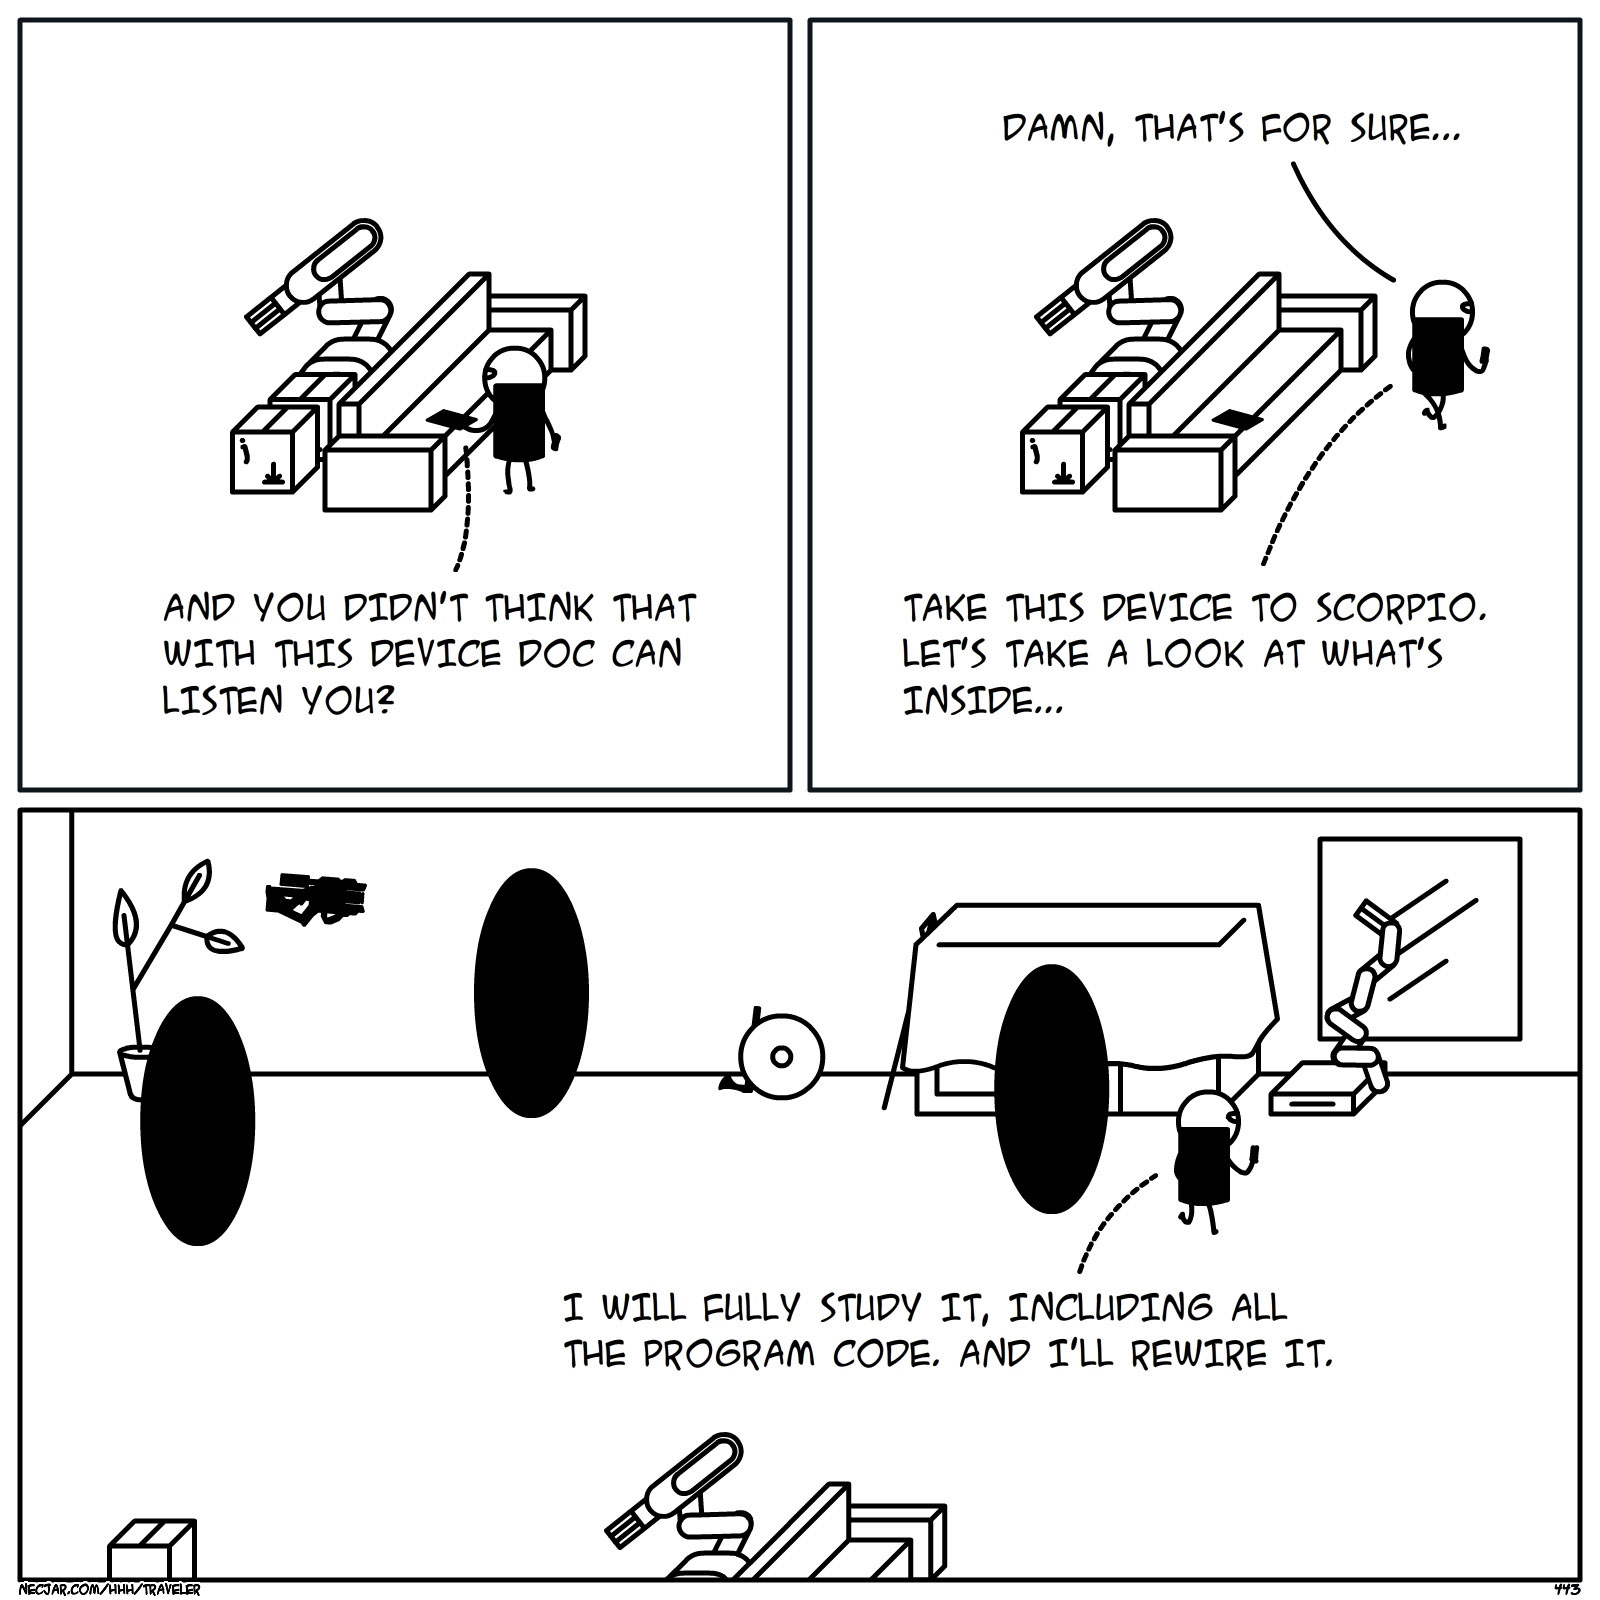 AND YOU DIDN'T THINK THAT
WITH THIS DEVICE DOC CAN
LISTEN YOU?
DAMN, THAT'S FOR SURE...
TAKE THIS DEVICE TO SCORPIO.
LET'S TAKE A LOOK AT WHAT'S
INSIDE...
I WILL FULLY STUDY IT, INCLUDING ALL
THE PROGRAM CODE. AND I'LL REWIRE IT.
NECJAR.COM/HHH/TRAVELER
443